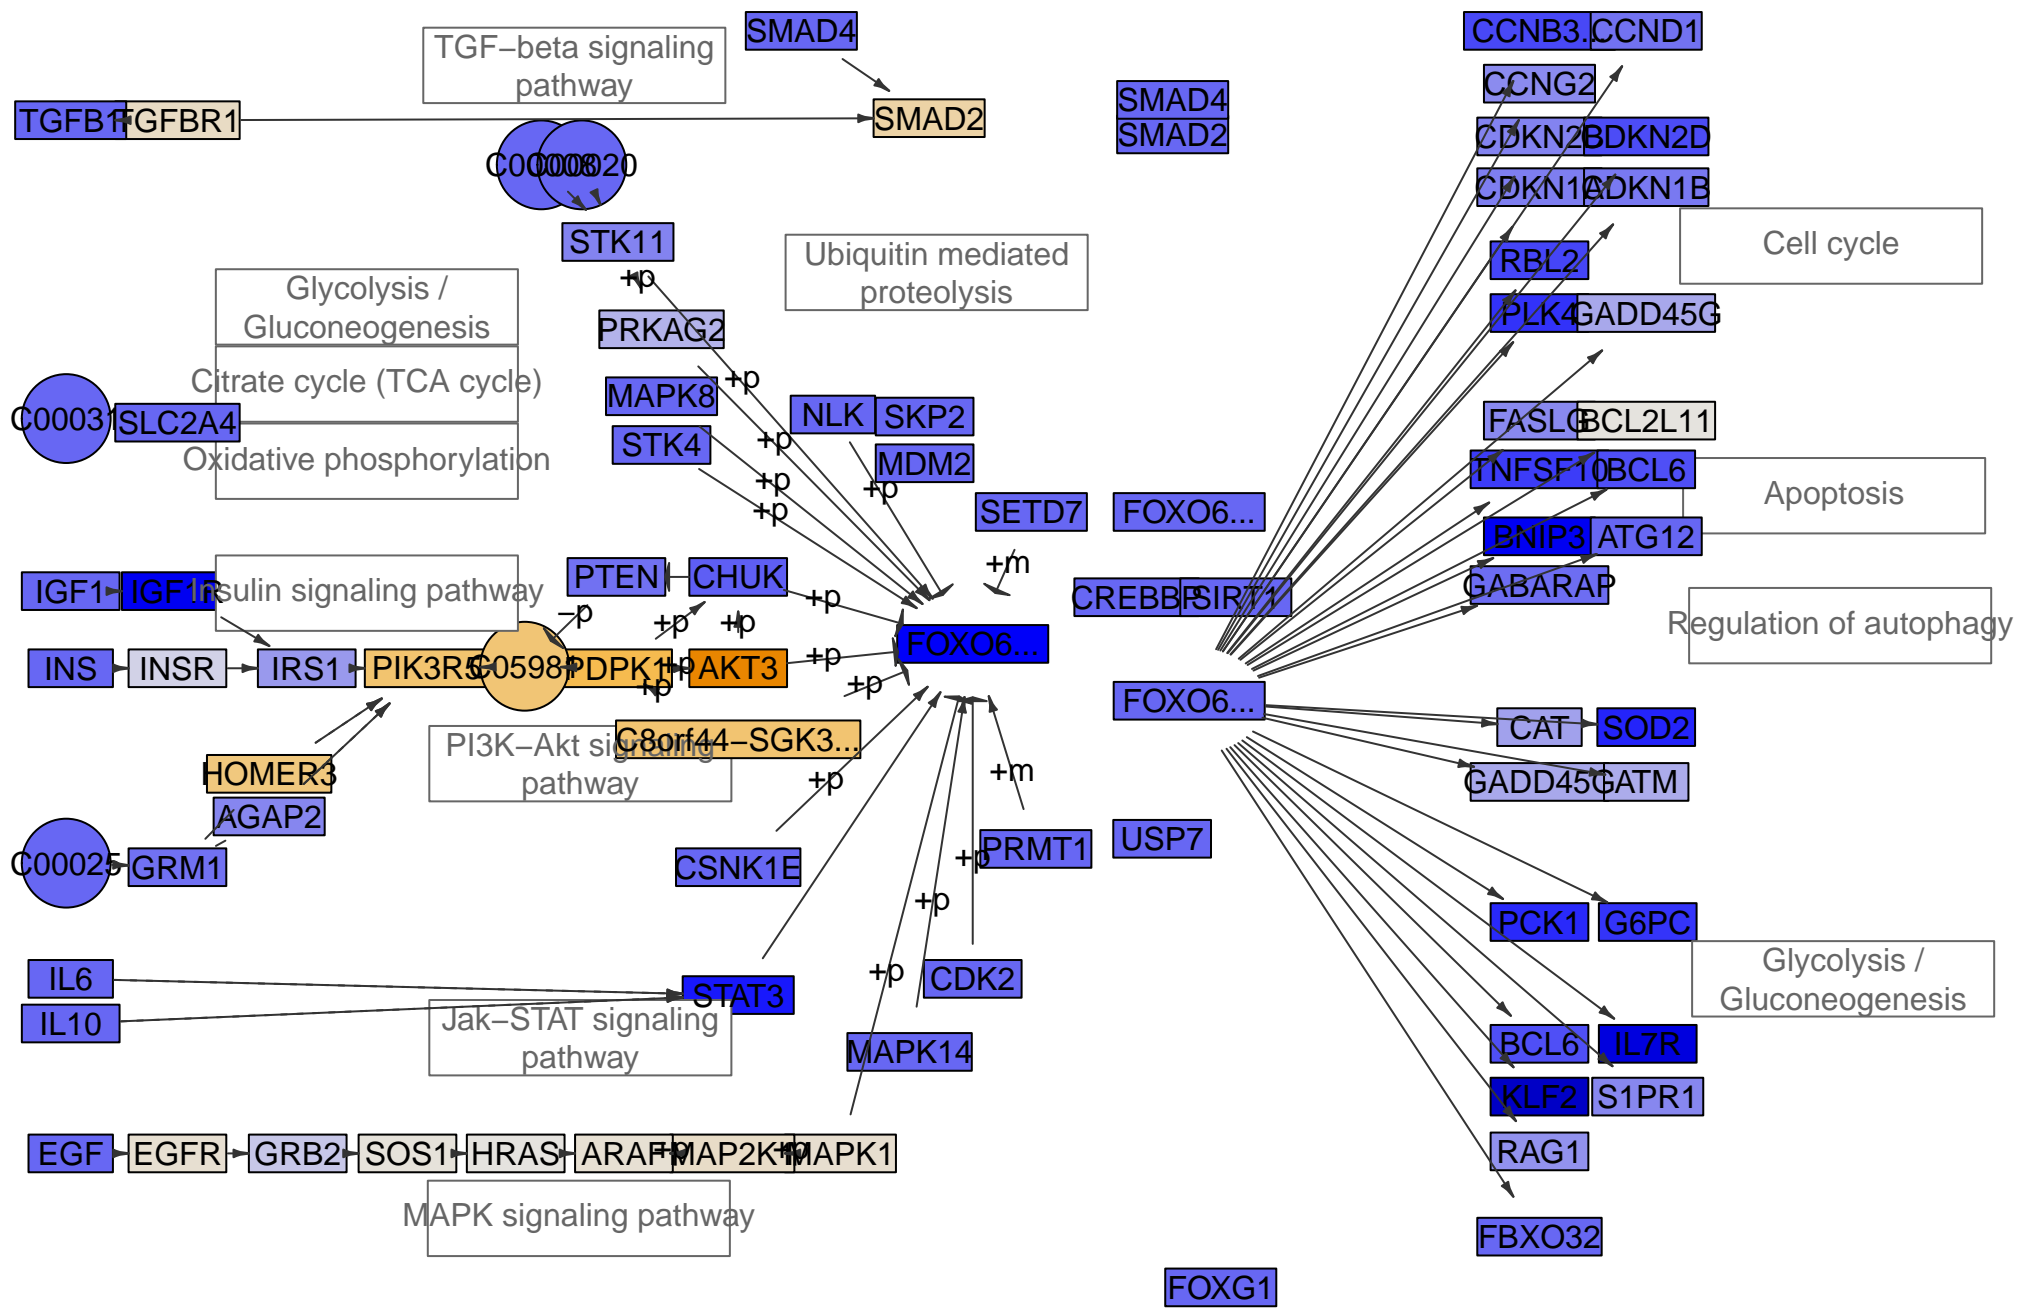 SMAD4
CCNB3...
CCND1
TGF−beta signaling
pathway
CCNG2
SMAD4
TGFB1
TGFBR1
SMAD2
SMAD2
CDKN2B
CDKN2D
C00020
CDKN1A
CDKN1B
STK11
Ubiquitin mediated
proteolysis
Cell cycle
RBL2
+p
Glycolysis /
Gluconeogenesis
PLK4
GADD45G
PRKAG2
Citrate cycle (TCA cycle)
+p
MAPK8
C00031
SLC2A4
NLK
SKP2
FASLG
BCL2L11
STK4
+p
Oxidative phosphorylation
MDM2
TNFSF10
BCL6
+p
+p
Apoptosis
+p
SETD7
FOXO6...
BNIP3
ATG12
+m
PTEN
CHUK
GABARAP
IGF1
IGF1R
Insulin signaling pathway
+p
CREBBP
SIRT1
−p
+p
+p
Regulation of autophagy
FOXO6...
INS
INSR
IRS1
PIK3R5
C05981
PDPK1
+p
AKT3
+p
+p
+p
FOXO6...
CAT
SOD2
PI3K−Akt signaling
pathway
C8orf44−SGK3...
HOMER3
+p
+m
GADD45G
ATM
AGAP2
C00025
GRM1
CSNK1E
+p
PRMT1
USP7
+p
PCK1
G6PC
IL6
+p
CDK2
Glycolysis /
Gluconeogenesis
STAT3
IL10
Jak−STAT signaling
pathway
MAPK14
BCL6
IL7R
KLF2
S1PR1
EGF
EGFR
GRB2
SOS1
HRAS
ARAF
+p
MAP2K1
+p
MAPK1
RAG1
MAPK signaling pathway
FBXO32
FOXG1